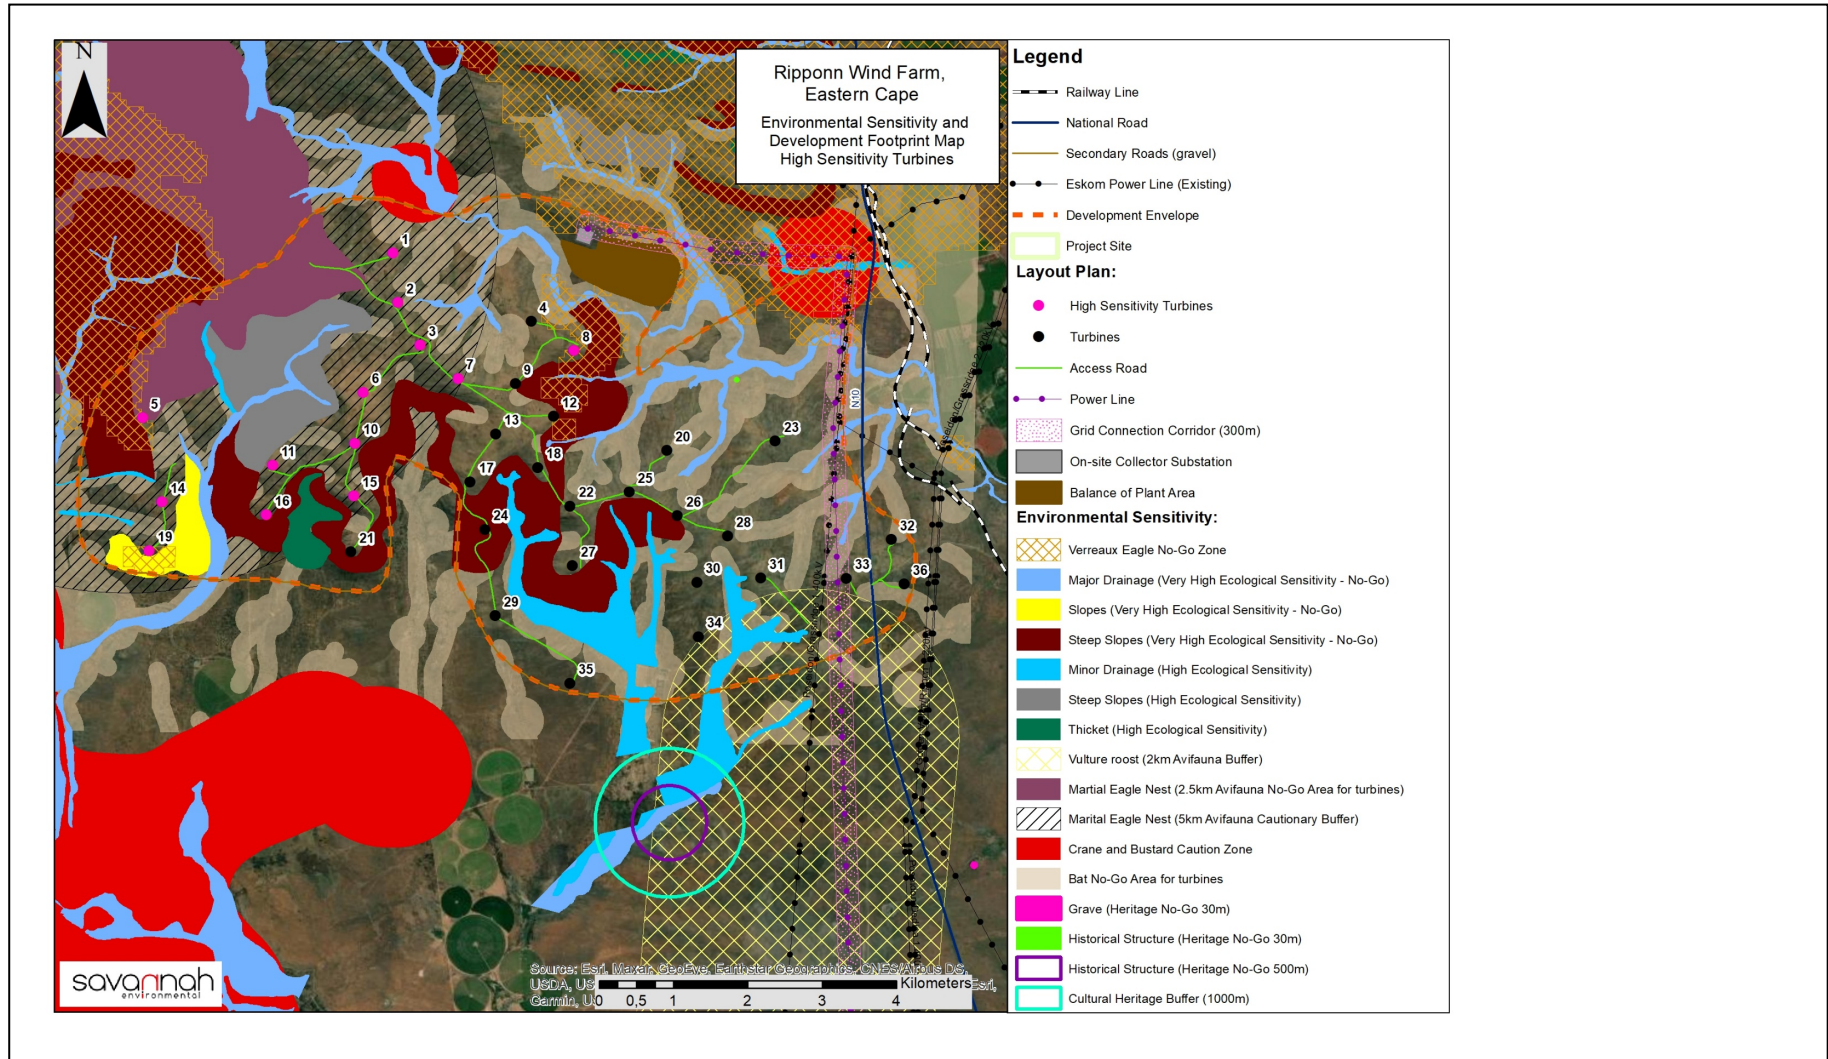 N
Ripponn Wind Farm,
Eastern Cape
Environmental Sensitivity and
Development Footprint Map
High Sensitivity Turbines
1
2
3
4
5
6
7
8
9
10
11
12
13
14
15
16
17
18
19
20
21
22
23
24
25
26
27
28
29
30
31
32
33
34
35
36
N10
savannah
environmental
Source: Esri, Maxar, GeoEye, Earthstar Geographics, CNES/Airbus DS,
USDA, US
Esri,
Garmin,
Kilometers
0 0,5 1 2 3 4
Legend
Railway Line
National Road
Secondary Roads (gravel)
Eskom Power Line (Existing)
Development Envelope
Project Site
Layout Plan:
High Sensitivity Turbines
Turbines
Access Road
Power Line
Grid Connection Corridor (300m)
On-site Collector Substation
Balance of Plant Area
Environmental Sensitivity:
Verreaux Eagle No-Go Zone
Major Drainage (Very High Ecological Sensitivity - No-Go)
Slopes (Very High Ecological Sensitivity - No-Go)
Steep Slopes (Very High Ecological Sensitivity - No-Go)
Minor Drainage (High Ecological Sensitivity)
Steep Slopes (High Ecological Sensitivity)
Thicket (High Ecological Sensitivity)
Vulture roost (2km Avifauna Buffer)
Martial Eagle Nest (2.5km Avifauna No-Go Area for turbines)
Marital Eagle Nest (5km Avifauna Cautionary Buffer)
Crane and Bustard Caution Zone
Bat No-Go Area for turbines
Grave (Heritage No-Go 30m)
Historical Structure (Heritage No-Go 30m)
Historical Structure (Heritage No-Go 500m)
Cultural Heritage Buffer (1000m)